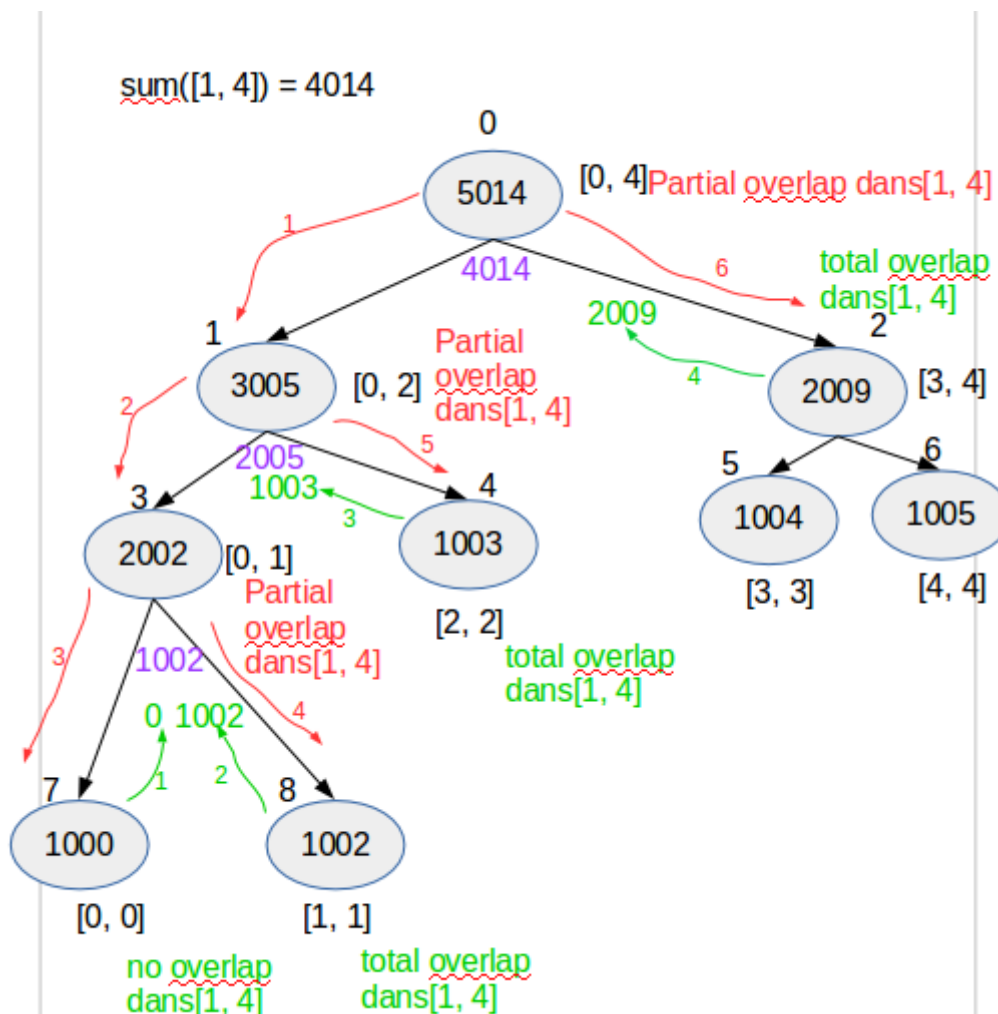 sum([1, 4]) = 4014
0
5014
[0, 4]
Partial overlap dans[1, 4]
1
6
4014
total overlap
dans[1, 4]
2009
1
3005
[0, 2]
Partial
overlap
dans[1, 4]
2
2009
[3, 4]
4
2
5
2005
1003
3
3
2002
[0, 1]
4
1003
[2, 2]
5
1004
[3, 3]
6
1005
[4, 4]
Partial
overlap
dans[1, 4]
total overlap
dans[1, 4]
3
1002
4
0 1002
1
2
7
1000
[0, 0]
8
1002
[1, 1]
no overlap
dans[1, 4]
total overlap
dans[1, 4]